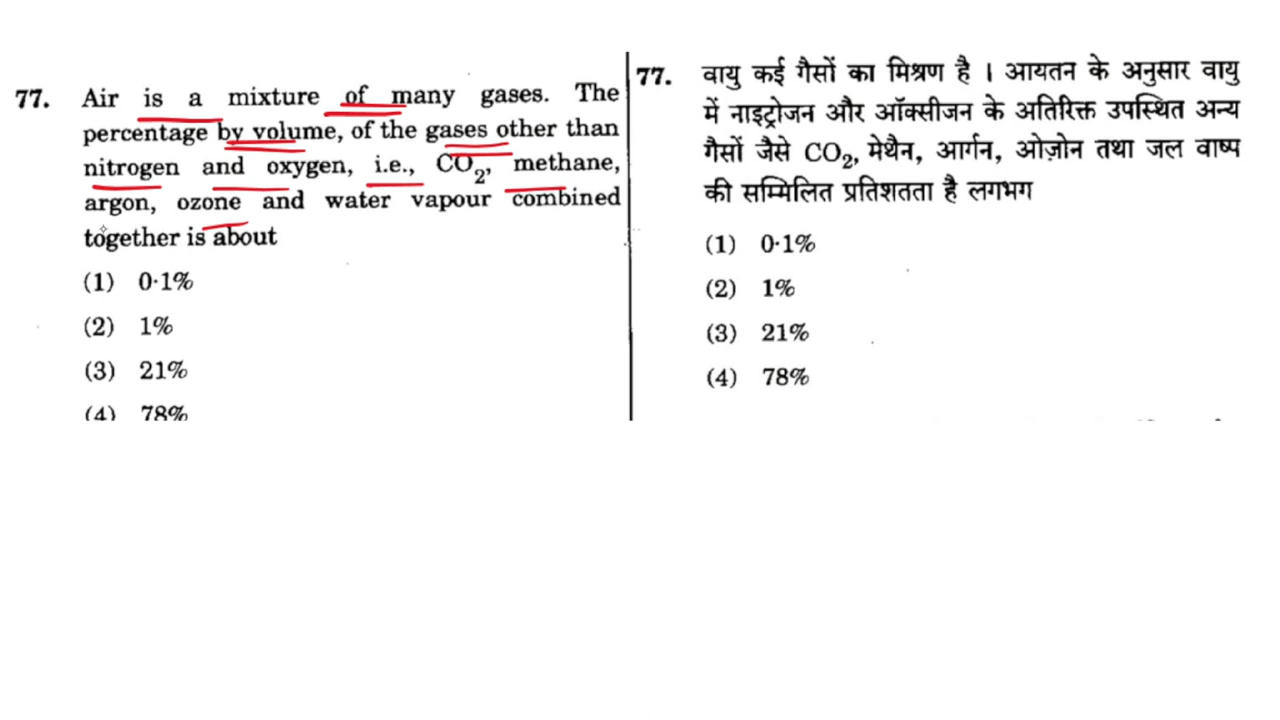 77. Air is a mixture of many gases. The
percentage by volume, of the gases other than
nitrogen and oxygen, i.e., CO₂, methane,
argon, ozone and water vapour combined
together is about
(1) 0·1%
(2) 1%
(3) 21%
(4) 78%
77. वायु कई गैसों का मिश्रण है । आयतन के अनुसार वायु
में नाइट्रोजन और ऑक्सीजन के अतिरिक्त उपस्थित अन्य
गैसों जैसे CO₂, मेथैन, आर्गन, ओज़ोन तथा जल वाष्प
की सम्मिलित प्रतिशतता है लगभग
(1) 0·1%
(2) 1%
(3) 21%
(4) 78%